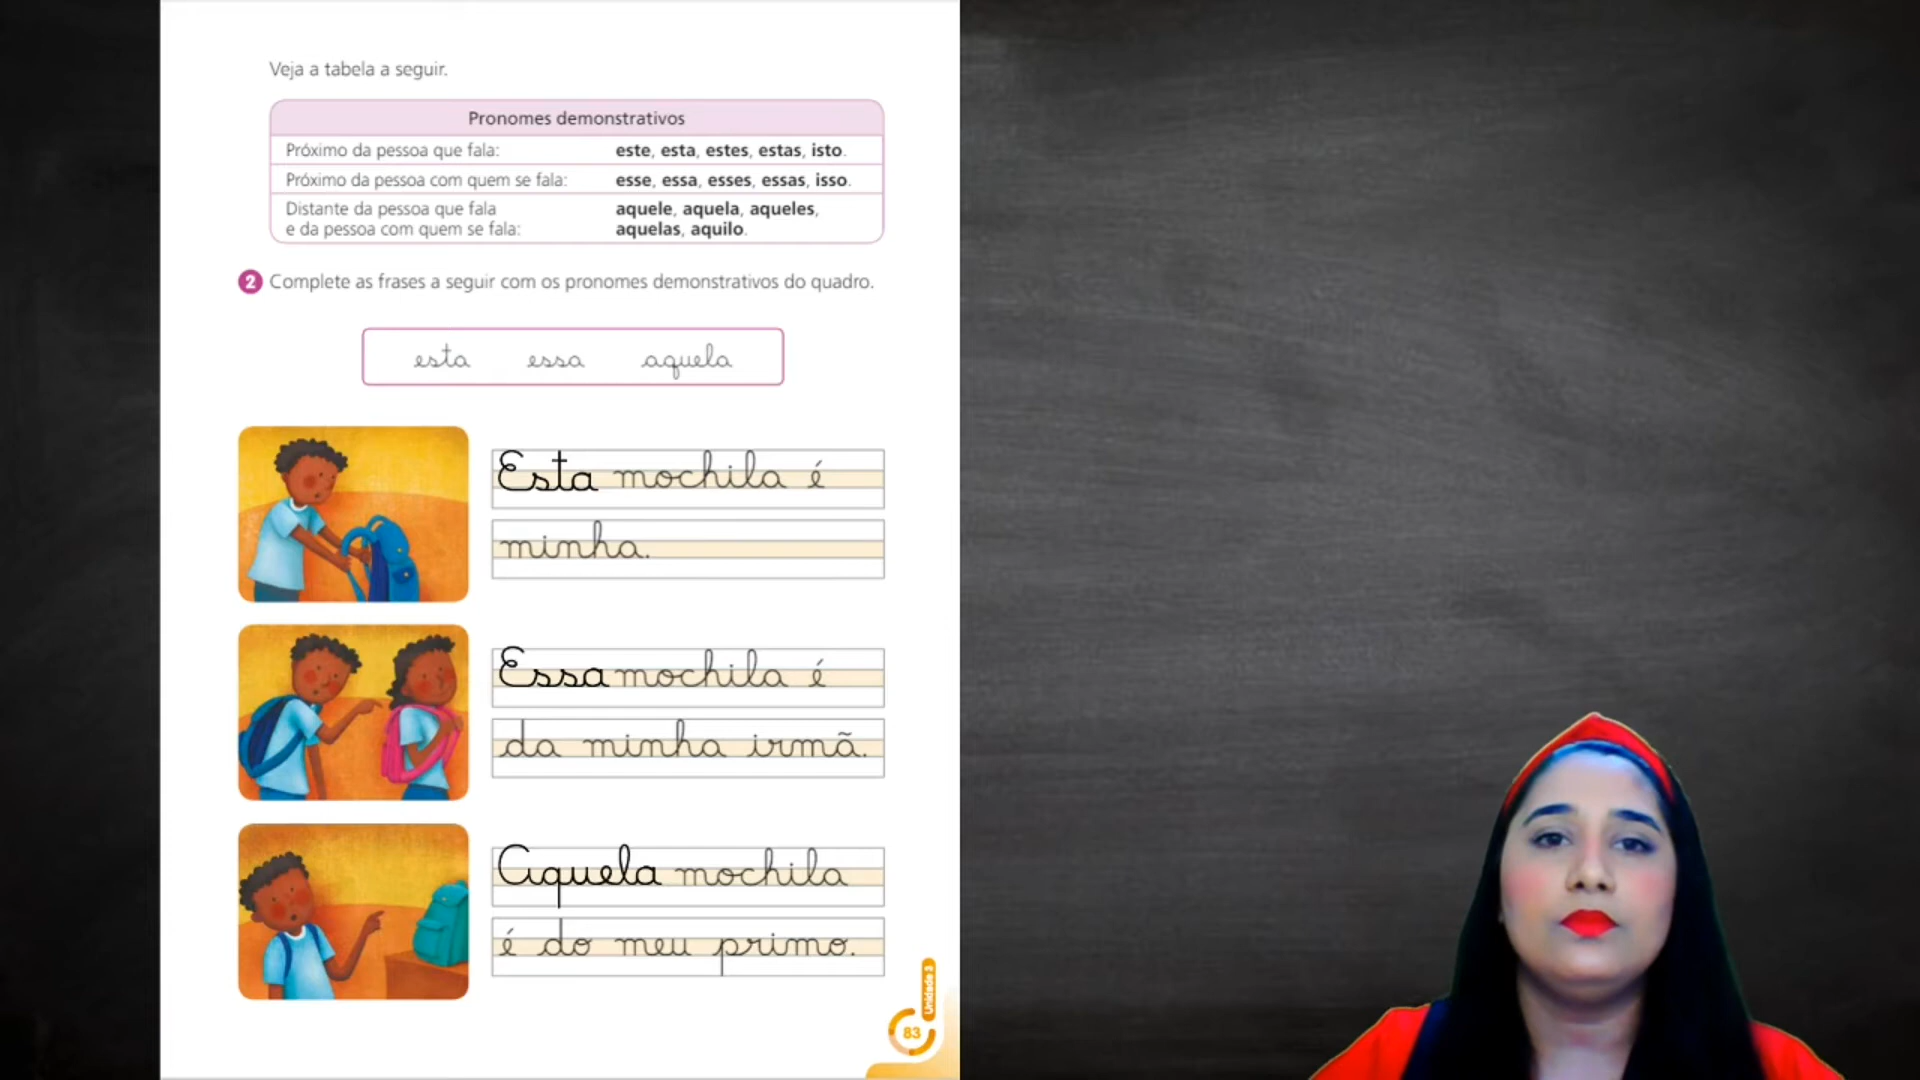 Veja a tabela a seguir.
Pronomes demonstrativos
Próximo da pessoa que fala: este, esta, estes, estas, isto.
Próximo da pessoa com quem se fala: esse, essa, esses, essas, isso.
Distante da pessoa que fala aquele, aquela, aqueles,
e da pessoa com quem se fala: aquelas, aquilo.
2 Complete as frases a seguir com os pronomes demonstrativos do quadro.
esta essa aquela
Esta mochila é
minha.
Essa mochila é
da minha irmã.
Aquela mochila
é do meu primo.
Unidade 3
83